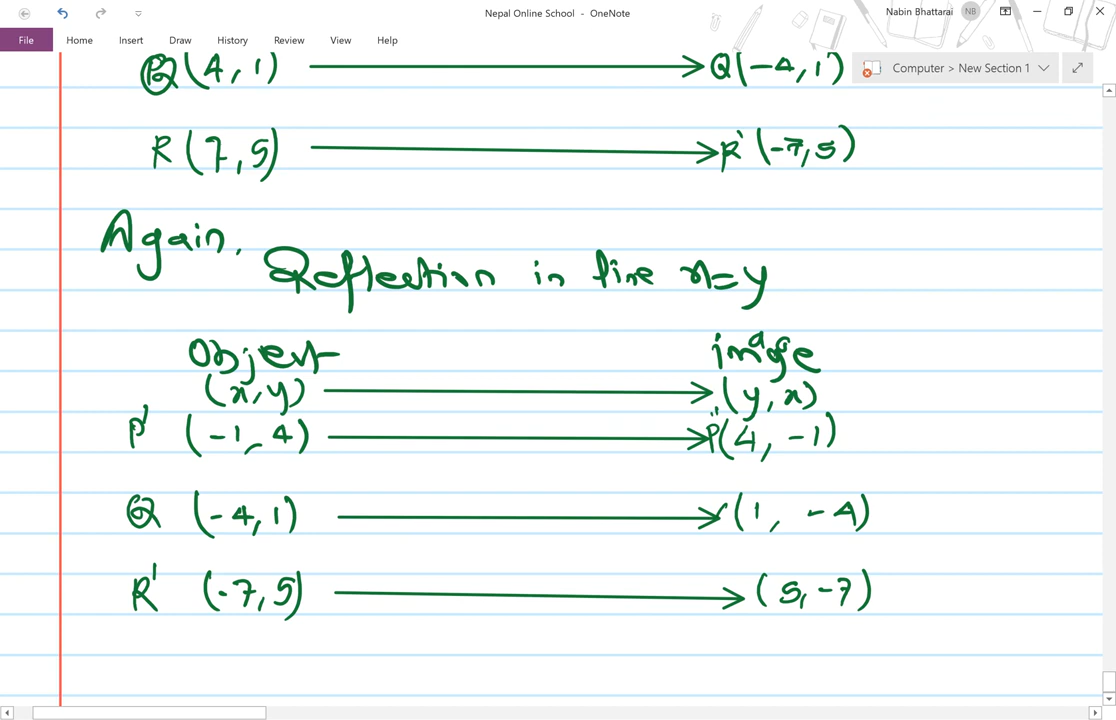 Nepal Online School - OneNote
Nabin Bhattarai NB
File Home Insert Draw History Review View Help
Computer > New Section 1
Q(4,1) Q(-4,1)
R(7,5) R'(-7,5)
Again,
Reflection in line x=y
Object image
(x,y) (y,x)
P' (-1,4) P''(4,-1)
Q (-4,1) (1,-4)
R' (-7,5) (5,-7)